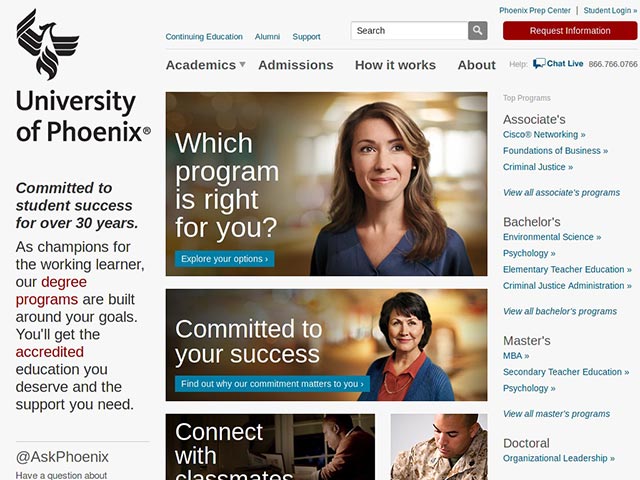 Phoenix Prep Center | Student Login »
Continuing Education Alumni Support
Search
Request Information
Academics Admissions How it works About
Help: Chat Live 866.766.0766
University
of Phoenix®
Committed to
student success
for over 30 years.
As champions for
the working learner,
our degree
programs are built
around your goals.
You'll get the
accredited
education you
deserve and the
support you need.
@AskPhoenix
Have a question about
Which
program
is right
for you?
Explore your options ›
Committed to
your success
Find out why our commitment matters to you ›
Connect
with
classmates
Top Programs
Associate's
Cisco® Networking »
Foundations of Business »
Criminal Justice »
View all associate's programs
Bachelor's
Environmental Science »
Psychology »
Elementary Teacher Education »
Criminal Justice Administration »
View all bachelor's programs
Master's
MBA »
Secondary Teacher Education »
Psychology »
View all master's programs
Doctoral
Organizational Leadership »